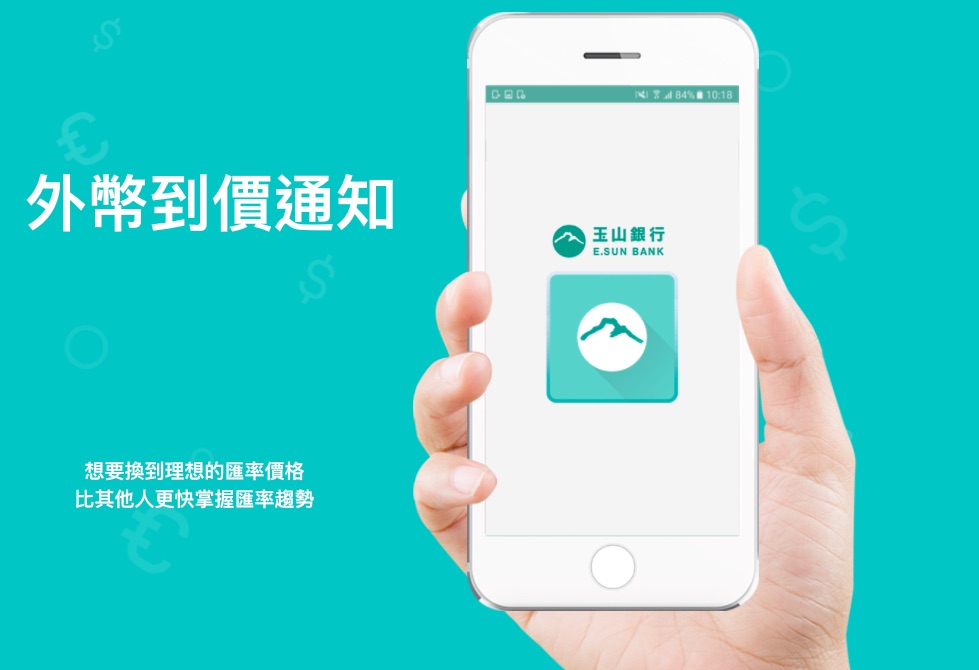 84% 10:18
外幣到價通知
玉山銀行
E.SUN BANK
想要換到理想的匯率價格
比其他人更快掌握匯率趨勢